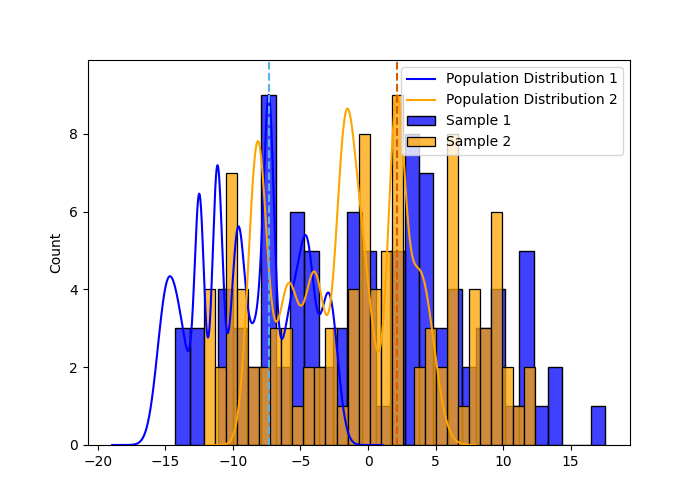 Population Distribution 1
Population Distribution 2
Sample 1
Sample 2
Count
8
6
4
2
0
−20 −15 −10 −5 0 5 10 15